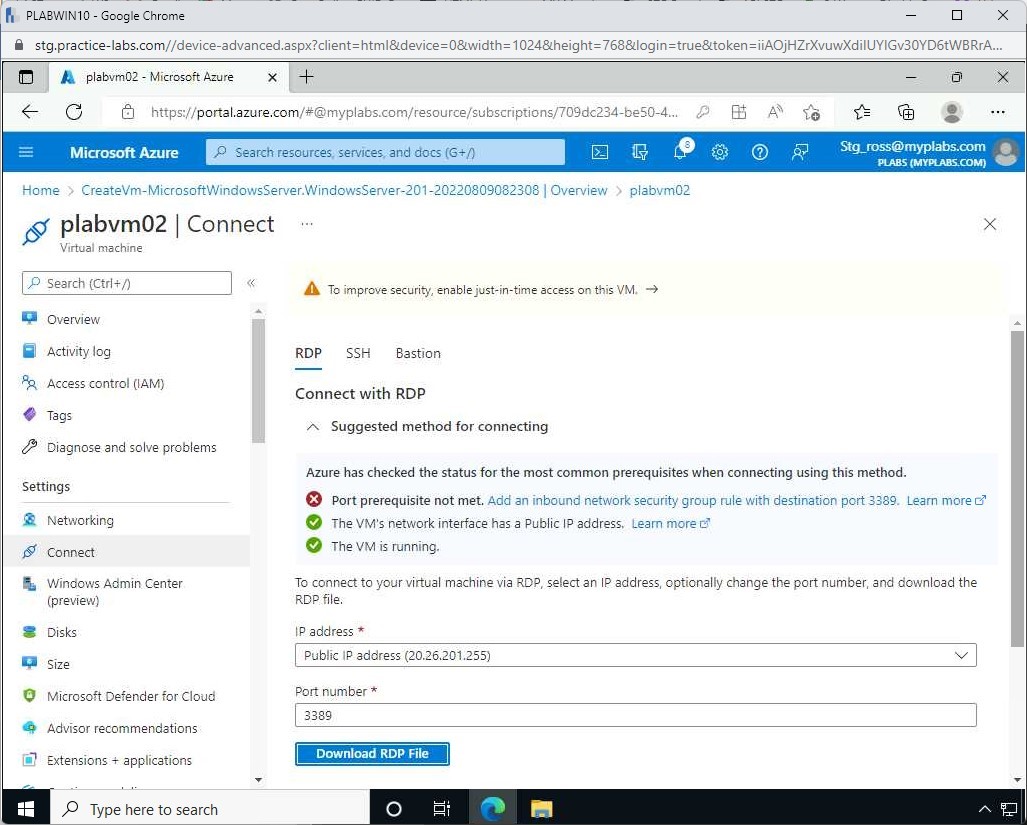 PLABWIN10 - Google Chrome
stg.practice-labs.com//device-advanced.aspx?client=html&device=0&width=1024&height=768&login=true&token=iiAOjHZrXvuwXdilUYlGv30YD6tWBRrA...
plabvm02 - Microsoft Azure
https://portal.azure.com/#@myplabs.com/resource/subscriptions/709dc234-be50-4...
Microsoft Azure
Search resources, services, and docs (G+/)
8
Stg_ross@myplabs.com
PLABS (MYPLABS.COM)
Home > CreateVm-MicrosoftWindowsServer.WindowsServer-201-20220809082308 | Overview > plabvm02
plabvm02 | Connect ...
Virtual machine
Search (Ctrl+/)
«
Overview
Activity log
Access control (IAM)
Tags
Diagnose and solve problems
Settings
Networking
Connect
Windows Admin Center
(preview)
Disks
Size
Microsoft Defender for Cloud
Advisor recommendations
Extensions + applications
To improve security, enable just-in-time access on this VM. →
RDP SSH Bastion
Connect with RDP
Suggested method for connecting
Azure has checked the status for the most common prerequisites when connecting using this method.
Port prerequisite not met. Add an inbound network security group rule with destination port 3389. Learn more
The VM's network interface has a Public IP address. Learn more
The VM is running.
To connect to your virtual machine via RDP, select an IP address, optionally change the port number, and download the
RDP file.
IP address *
Public IP address (20.26.201.255)
Port number *
3389
Download RDP File
Type here to search